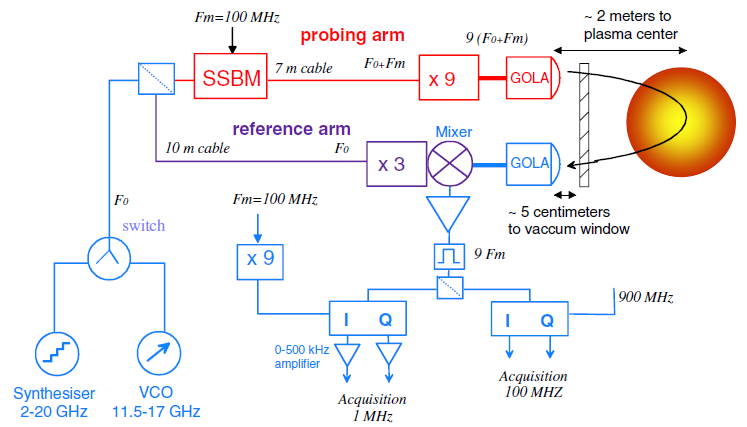 Fm=100 MHz
probing arm
9 (F0+Fm)
~ 2 meters to
plasma center
SSBM
7 m cable
F0+Fm
x 9
GOLA
reference arm
10 m cable
F0
x 3
Mixer
GOLA
F0
switch
Fm=100 MHz
~ 5 centimeters
to vaccum window
x 9
9 Fm
I Q
I Q
900 MHz
0-500 kHz
amplifier
Acquisition
1 MHz
Acquisition
100 MHZ
Synthesiser
2-20 GHz
VCO
11.5-17 GHz